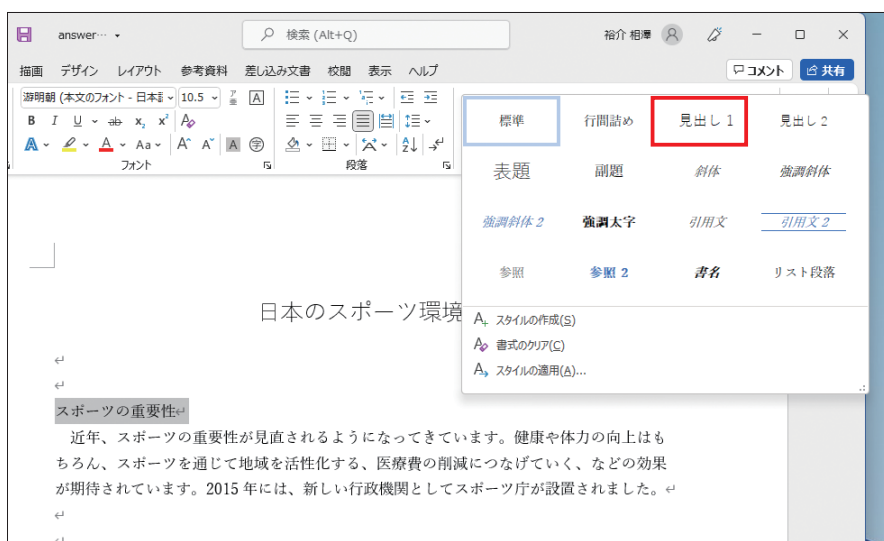 answer… 検索 (Alt+Q) 裕介 相澤
描画 デザイン レイアウト 参考資料 差し込み文書 校閲 表示 ヘルプ コメント 共有
游明朝 (本文のフォント - 日本語 10.5
B I U ab x₂ x² A
A A Aa A A A 字
フォント 段落
標準 行間詰め 見出し 1 見出し 2
表題 副題 斜体 強調斜体
強調斜体 2 強調太字 引用文 引用文 2
参照 参照 2 書名 リスト段落
スタイルの作成(S)
書式のクリア(C)
スタイルの適用(A)...
日本のスポーツ環境
スポーツの重要性
近年、スポーツの重要性が見直されるようになってきています。健康や体力の向上はも
ちろん、スポーツを通じて地域を活性化する、医療費の削減につなげていく、などの効果
が期待されています。2015 年には、新しい行政機関としてスポーツ庁が設置されました。